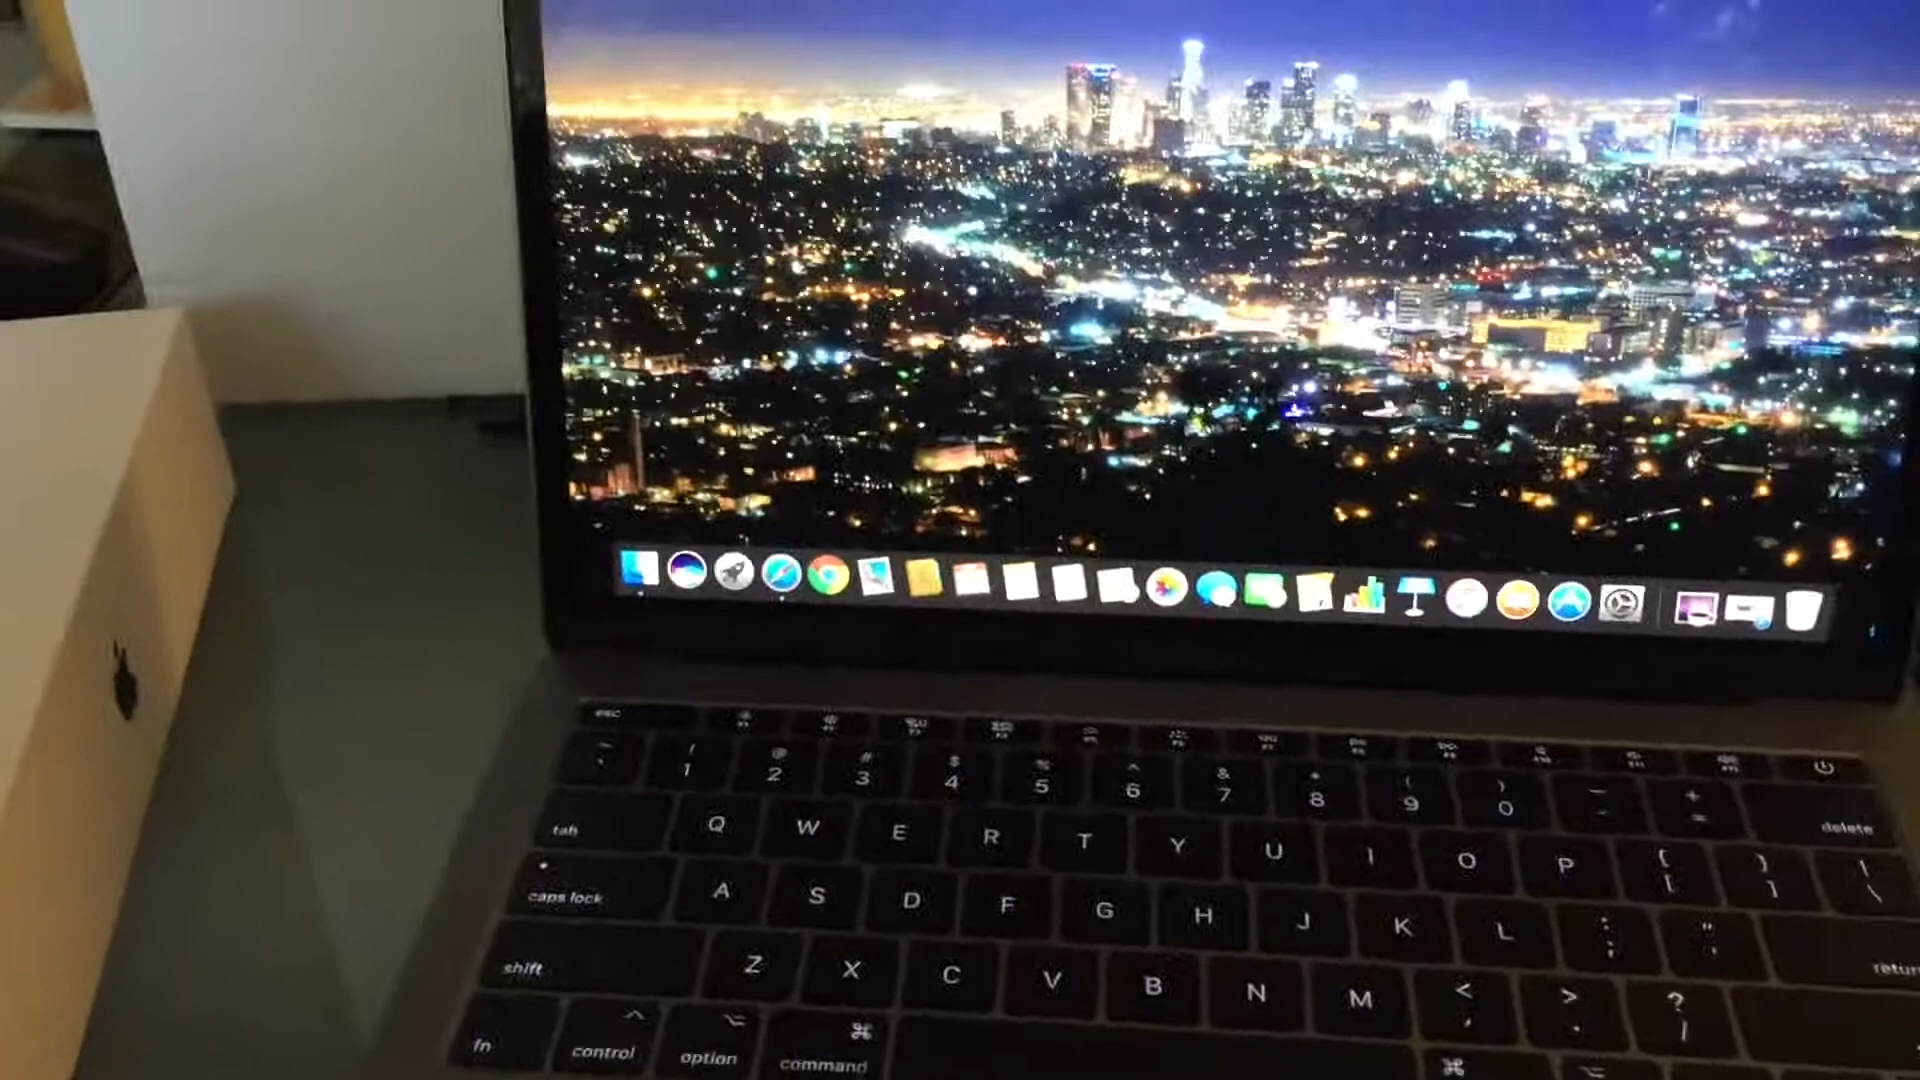 esc
~ ! @ # $ % ^ & * ( ) _ +
` 1 2 3 4 5 6 7 8 9 0 - =
delete
tab Q W E R T Y U I O P { } |
[ ] \
caps lock A S D F G H J K L : "
; '
return
shift Z X C V B N M < > ?
, . /
fn control option command
^ ⌥ ⌘ ⌘ ⌥